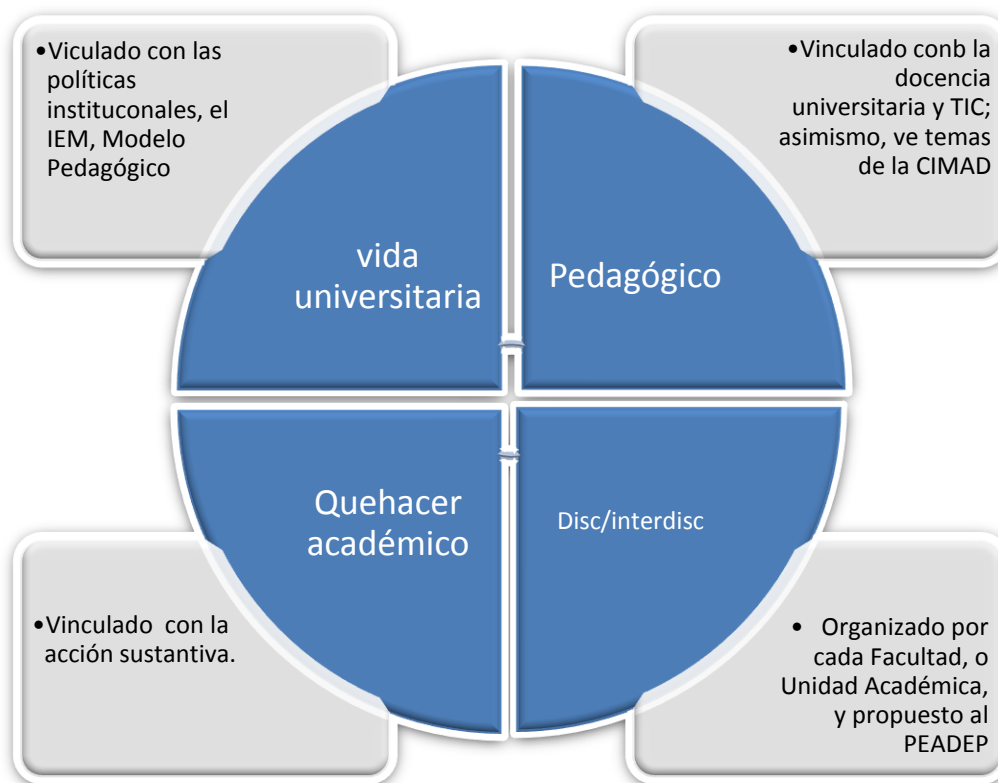 •Viculado con las
políticas
instituconales, el
IEM, Modelo
Pedagógico
•Vinculado conb la
docencia
universitaria y TIC;
asimismo, ve temas
de la CIMAD
vida
universitaria
Pedagógico
Quehacer
académico
Disc/interdisc
•Vinculado con la
acción sustantiva.
• Organizado por
cada Facultad, o
Unidad Académica,
y propuesto al
PEADEP